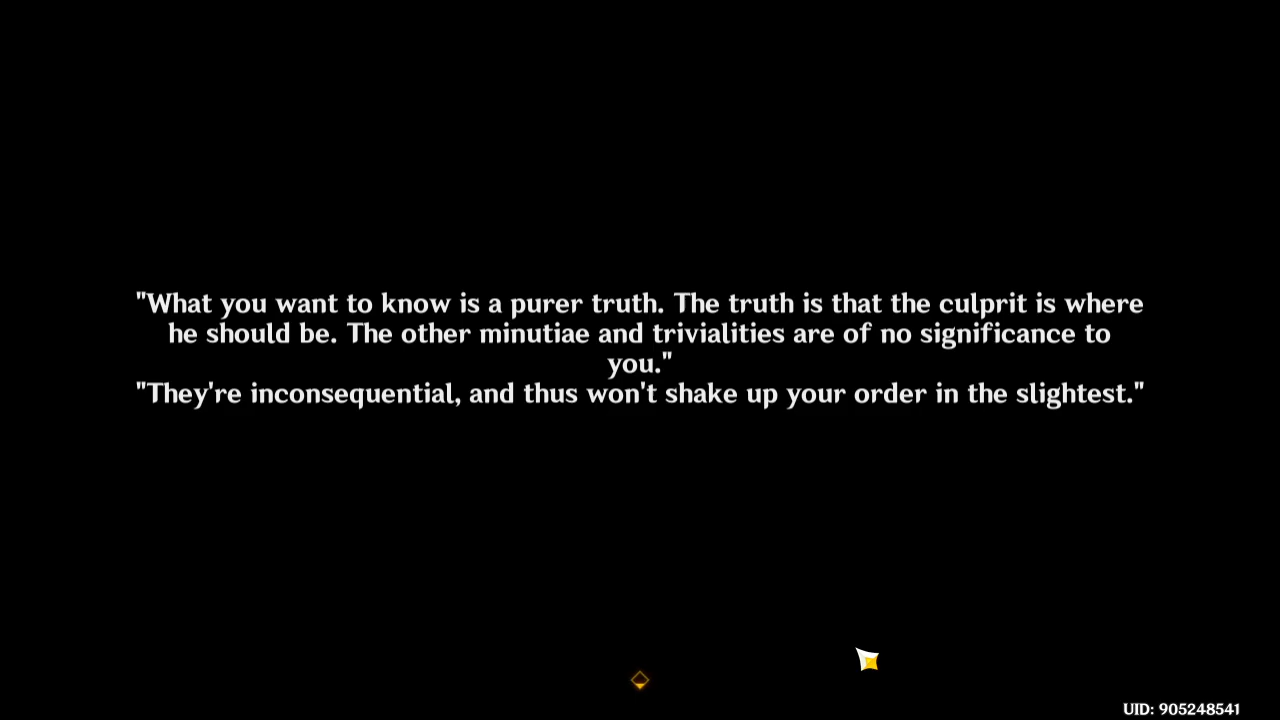 "What you want to know is a purer truth. The truth is that the culprit is where
he should be. The other minutiae and trivialities are of no significance to
you."
"They're inconsequential, and thus won't shake up your order in the slightest."
UID: 905248541